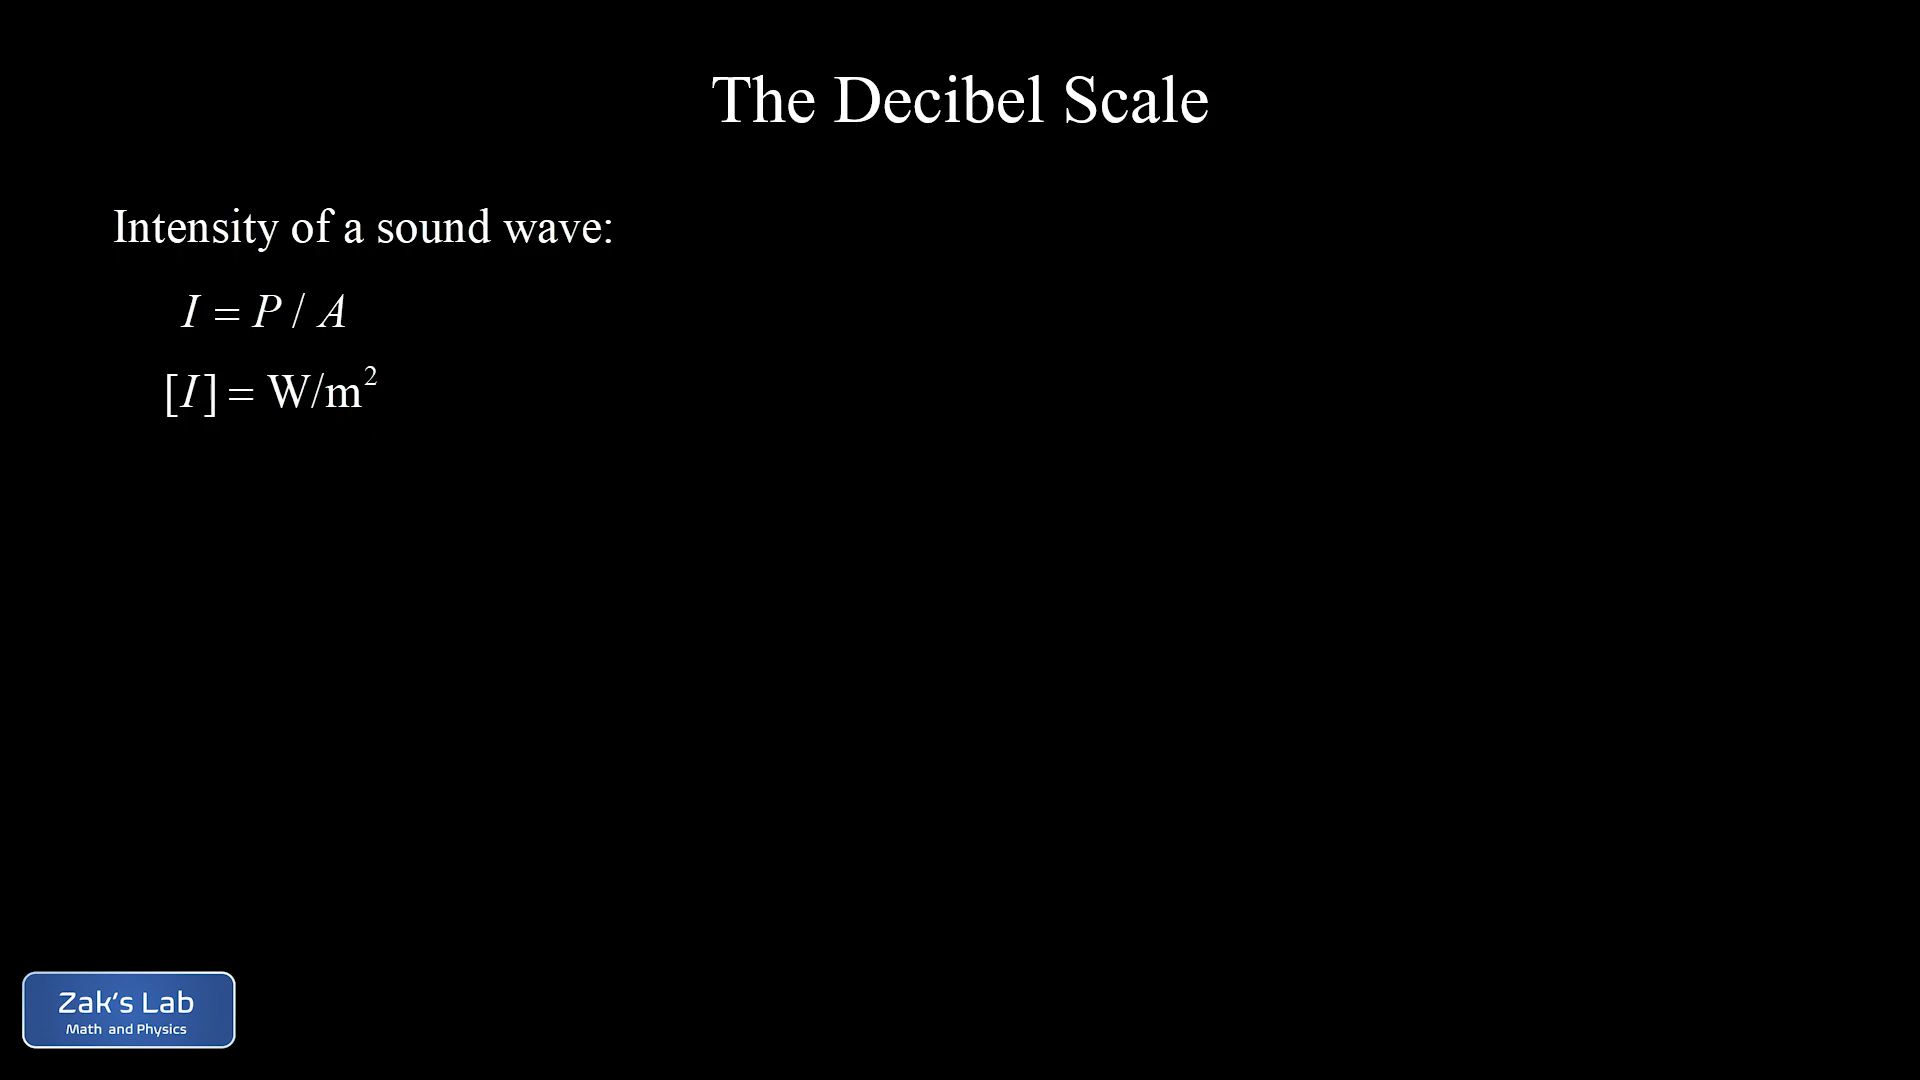 The Decibel Scale
Intensity of a sound wave:
I = P / A
[I] = W/m²
Zak's Lab
Math and Physics